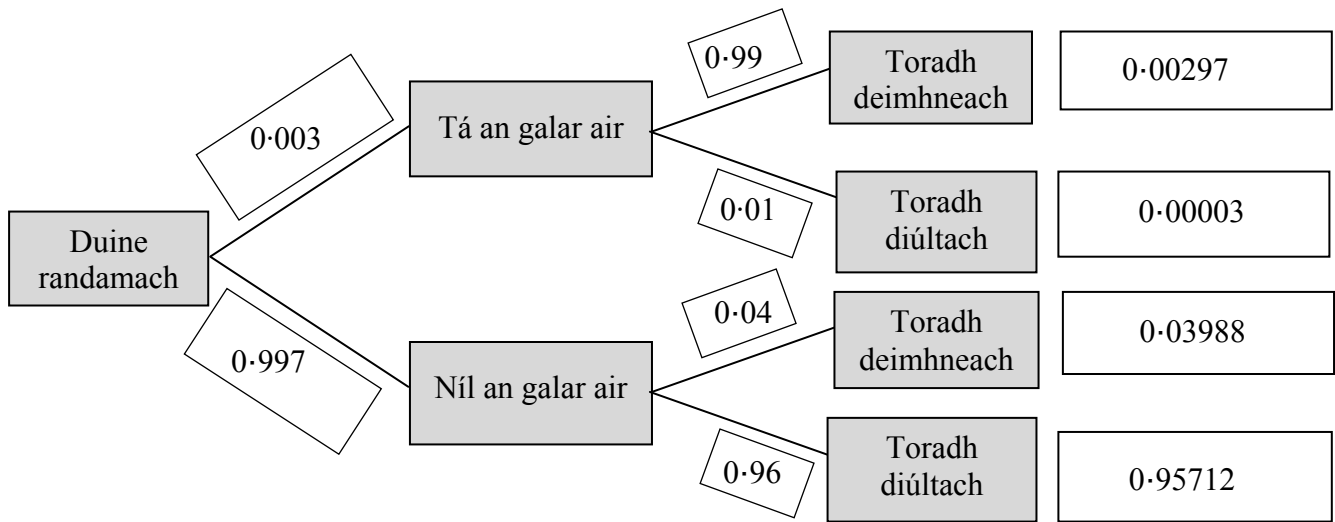 0·99
Toradh
deimhneach
0·00297
0·003
Tá an galar air
0·01
Toradh
diúltach
0·00003
Duine
randamach
0·997
Níl an galar air
0·04
Toradh
deimhneach
0·03988
0·96
Toradh
diúltach
0·95712